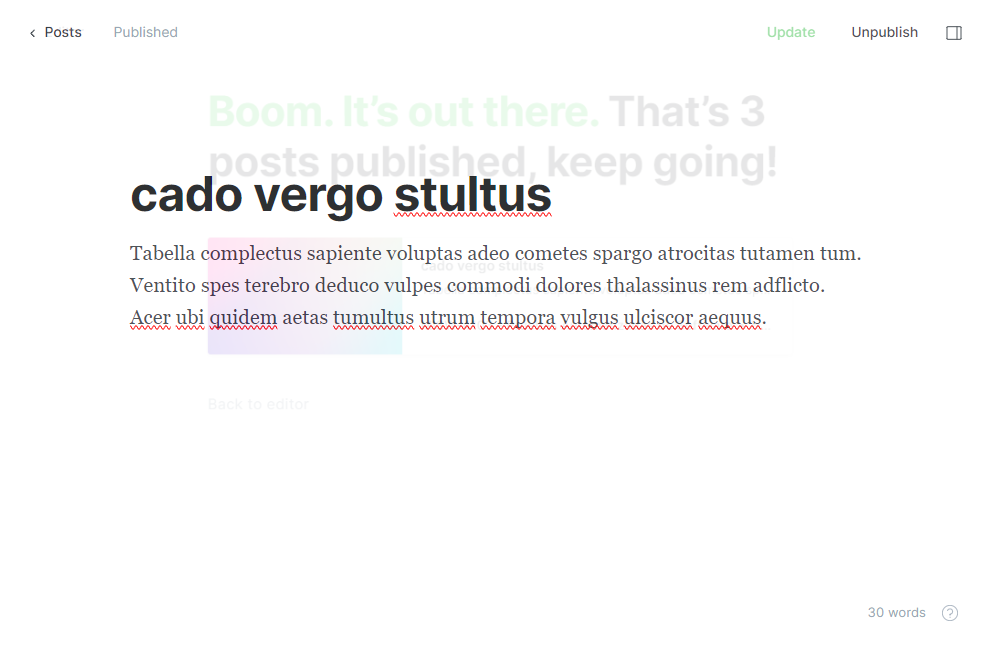 Posts
Published
Update
Unpublish
Boom. It's out there. That's 3
posts published, keep going!
cado vergo stultus
Tabella complectus sapiente voluptas adeo cometes spargo atrocitas tutamen tum.
cado vergo stultus
Ventito spes terebro deduco vulpes commodi dolores thalassinus rem adflicto.
Acer ubi quidem aetas tumultus utrum tempora vulgus ulciscor aequus.
Back to editor
30 words
?